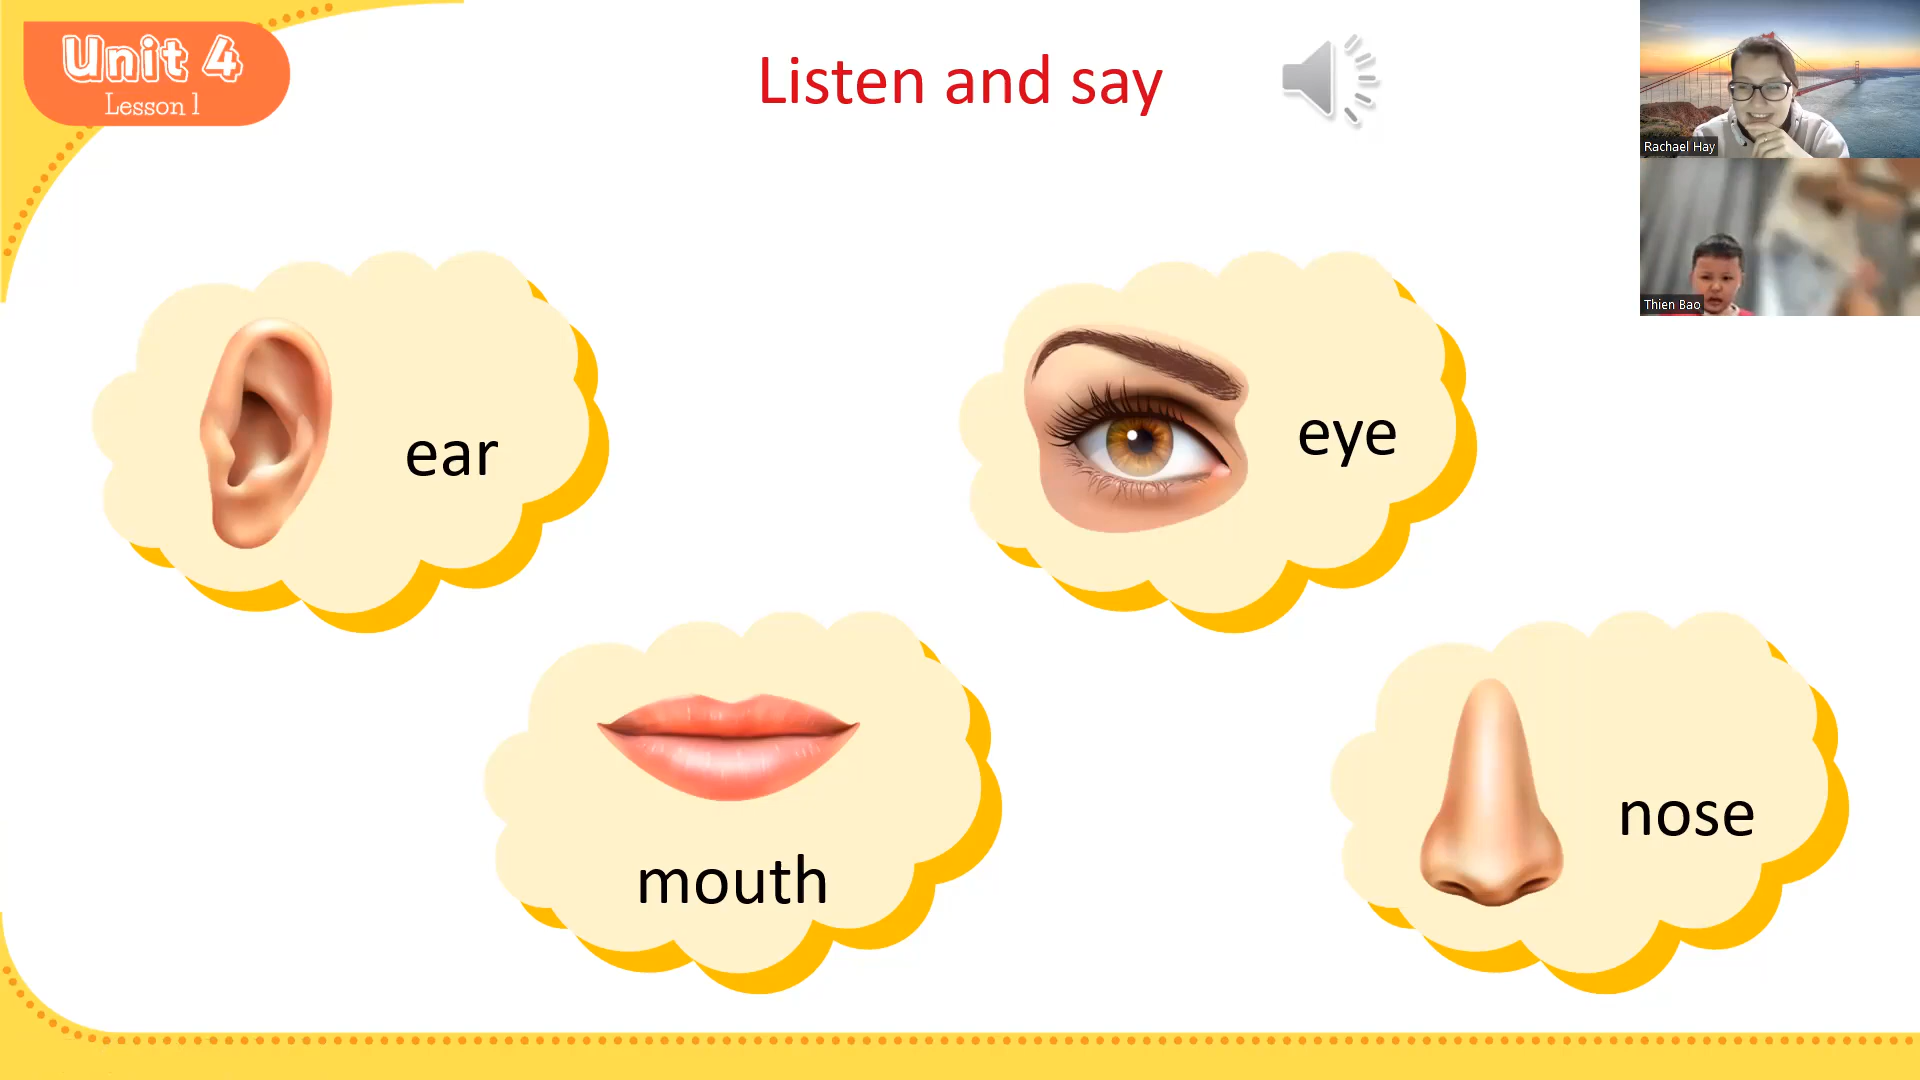 Unit 4
Lesson 1
Listen and say
Rachael Hay
Thien Bao
ear
eye
mouth
nose